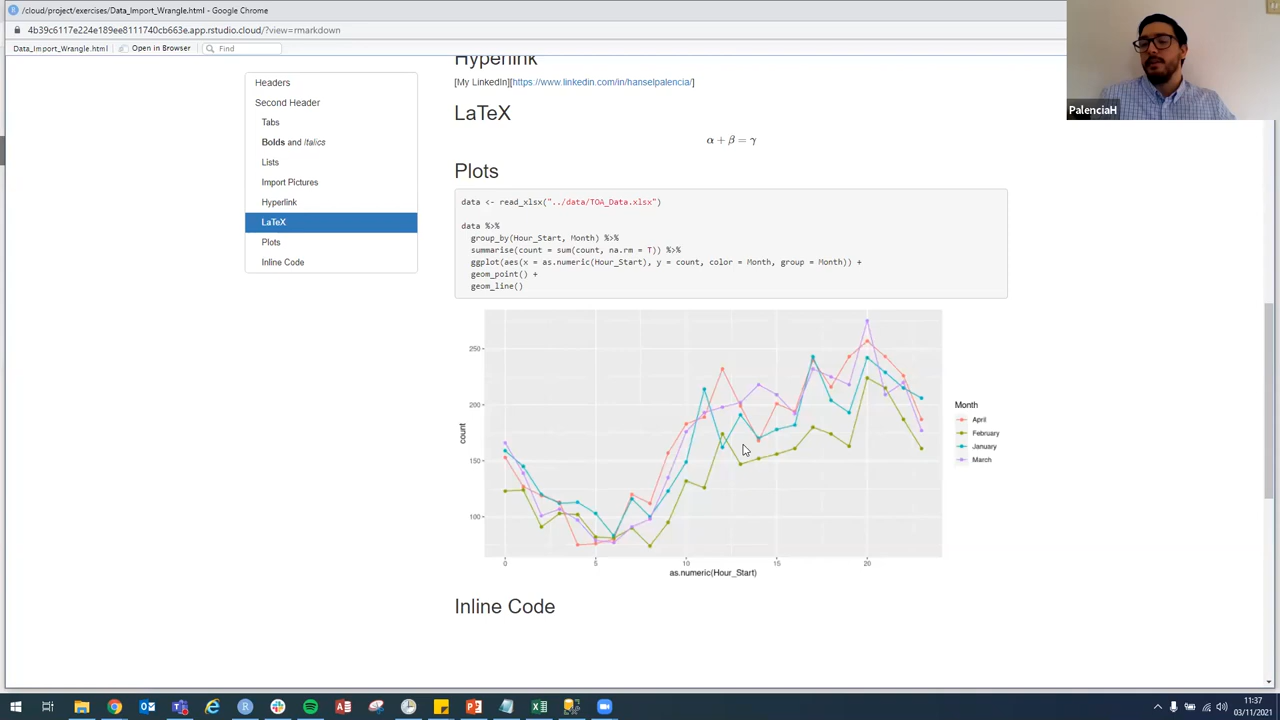 /cloud/project/exercises/Data_Import_Wrangle.html - Google Chrome
4b39c6117e224e189ee8111740cb663e.app.rstudio.cloud/?view=rmarkdown
Data_Import_Wrangle.html Open in Browser Find
PalenciaH
Headers
Second Header
Tabs
Bolds and Italics
Lists
Import Pictures
Hyperlink
LaTeX
Plots
Inline Code
Hyperlink
[My LinkedIn][https://www.linkedin.com/in/hanselpalencia/]
LaTeX
α + β = γ
Plots
data <- read_xlsx("../data/TOA_Data.xlsx")
data %>%
group_by(Hour_Start, Month) %>%
summarise(count = sum(count, na.rm = T)) %>%
ggplot(aes(x = as.numeric(Hour_Start), y = count, color = Month, group = Month)) +
geom_point() +
geom_line()
250
200
150
100
count
0 5 10 15 20
as.numeric(Hour_Start)
Month
April
February
January
March
Inline Code
11:37
03/11/2021